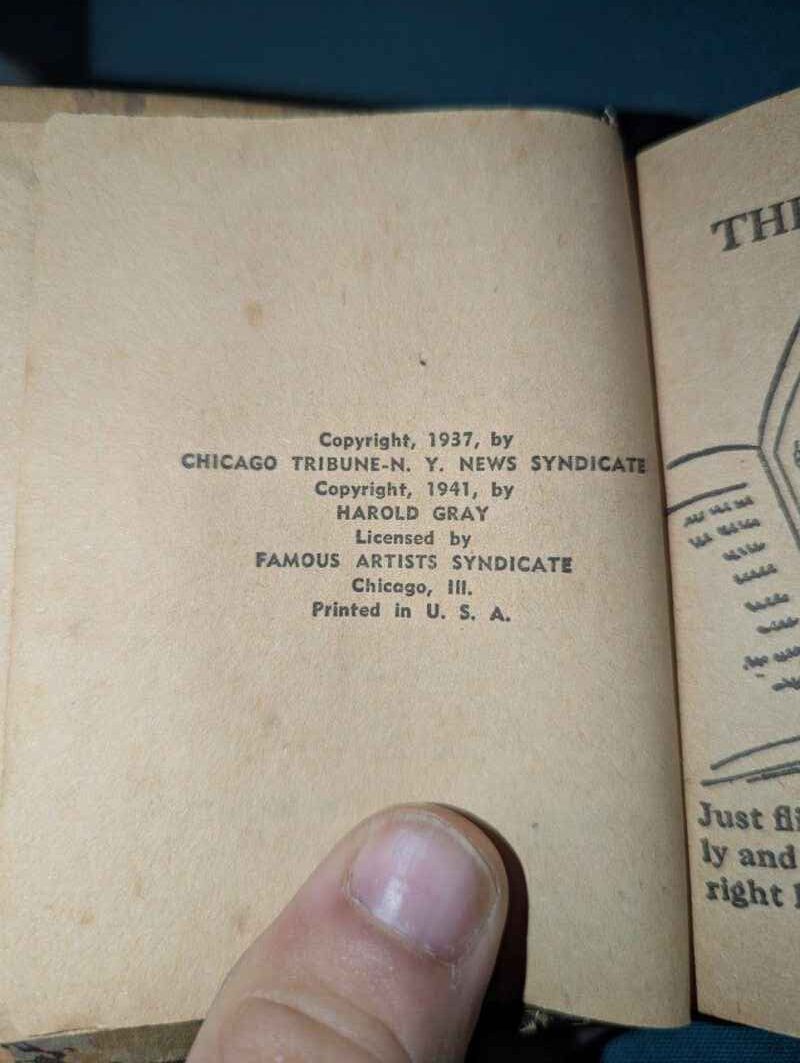 Copyright, 1937, by
CHICAGO TRIBUNE-N. Y. NEWS SYNDICATE
Copyright, 1941, by
HAROLD GRAY
Licensed by
FAMOUS ARTISTS SYNDICATE
Chicago, Ill.
Printed in U. S. A.
Just
ly and
right